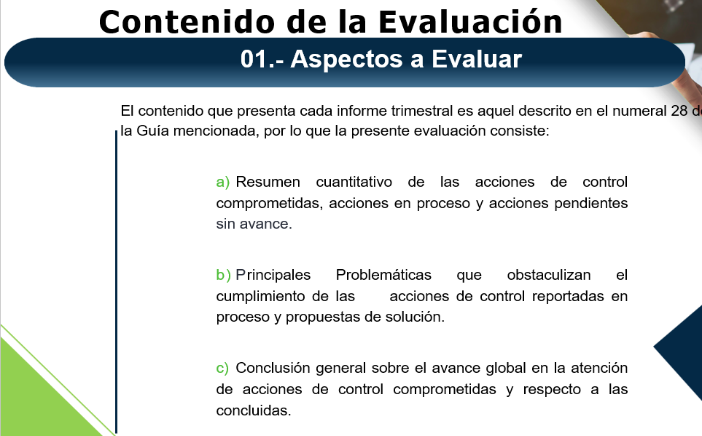 Contenido de la Evaluación
01.- Aspectos a Evaluar
El contenido que presenta cada informe trimestral es aquel descrito en el numeral 28 d
la Guía mencionada, por lo que la presente evaluación consiste:
a) Resumen cuantitativo de las acciones de control
comprometidas, acciones en proceso y acciones pendientes
sin avance.
b) Principales Problemáticas que obstaculizan el
cumplimiento de las acciones de control reportadas en
proceso y propuestas de solución.
c) Conclusión general sobre el avance global en la atención
de acciones de control comprometidas y respecto a las
concluidas.